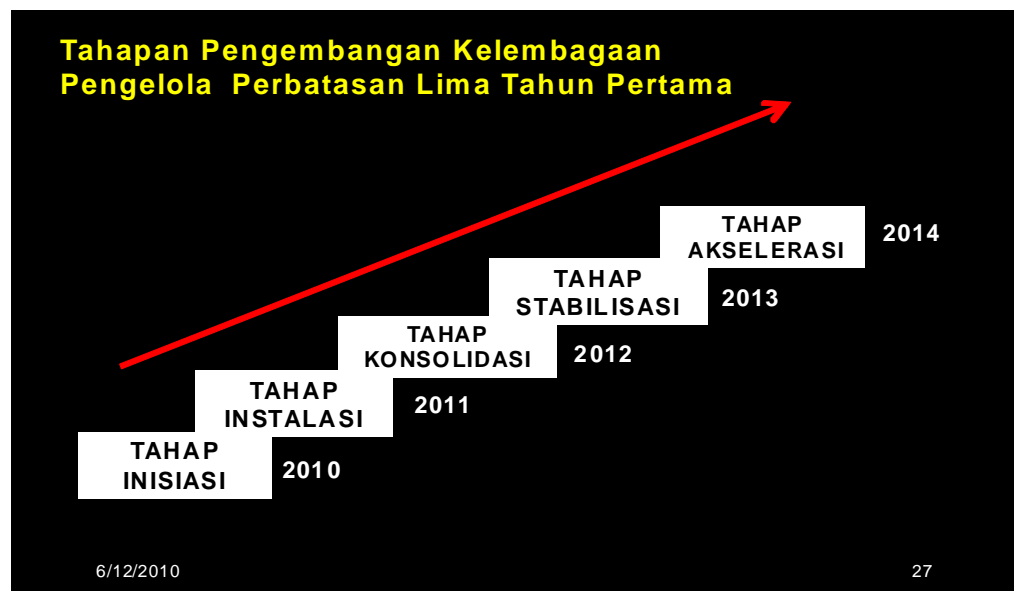 Tahapan Pengembangan Kelembagaan
Pengelola Perbatasan Lima Tahun Pertama
TAHAP
AKSELERASI
2014
TAHAP
STABILISASI
2013
TAHAP
KONSOLIDASI
2012
TAHAP
INSTALASI
2011
TAHAP
INISIASI
2010
6/12/2010
27